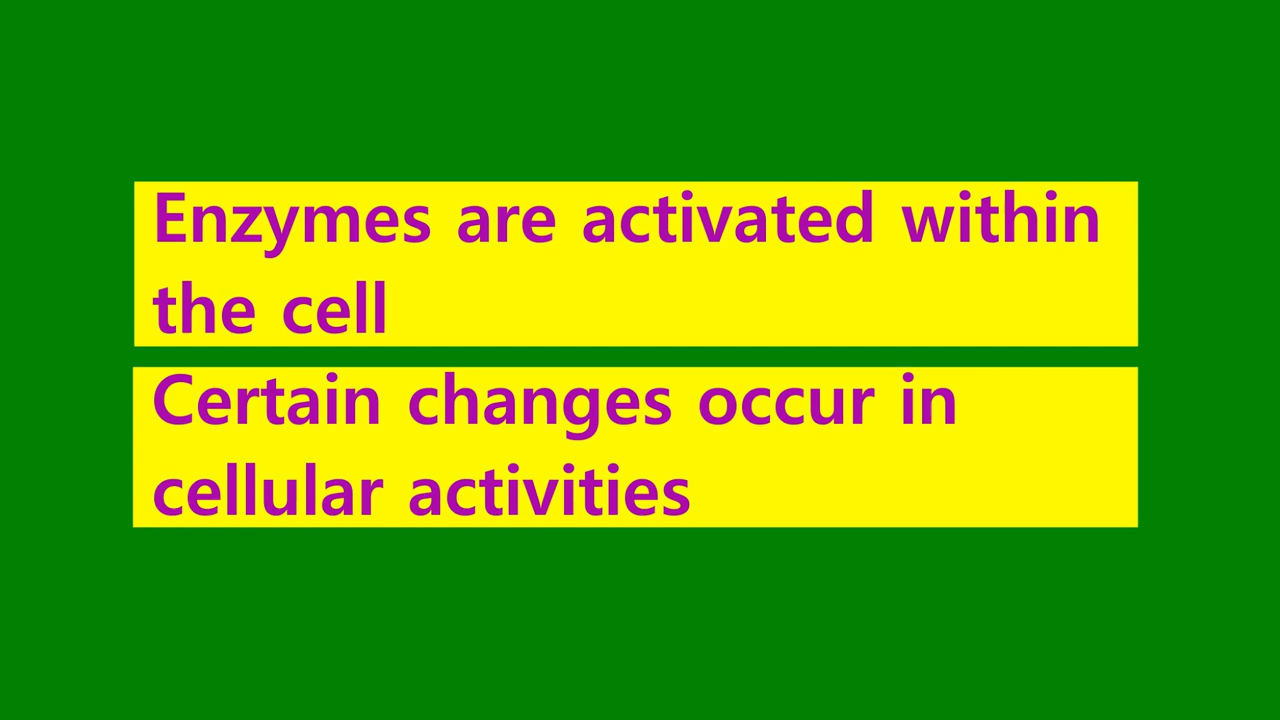 Enzymes are activated within
the cell
Certain changes occur in
cellular activities